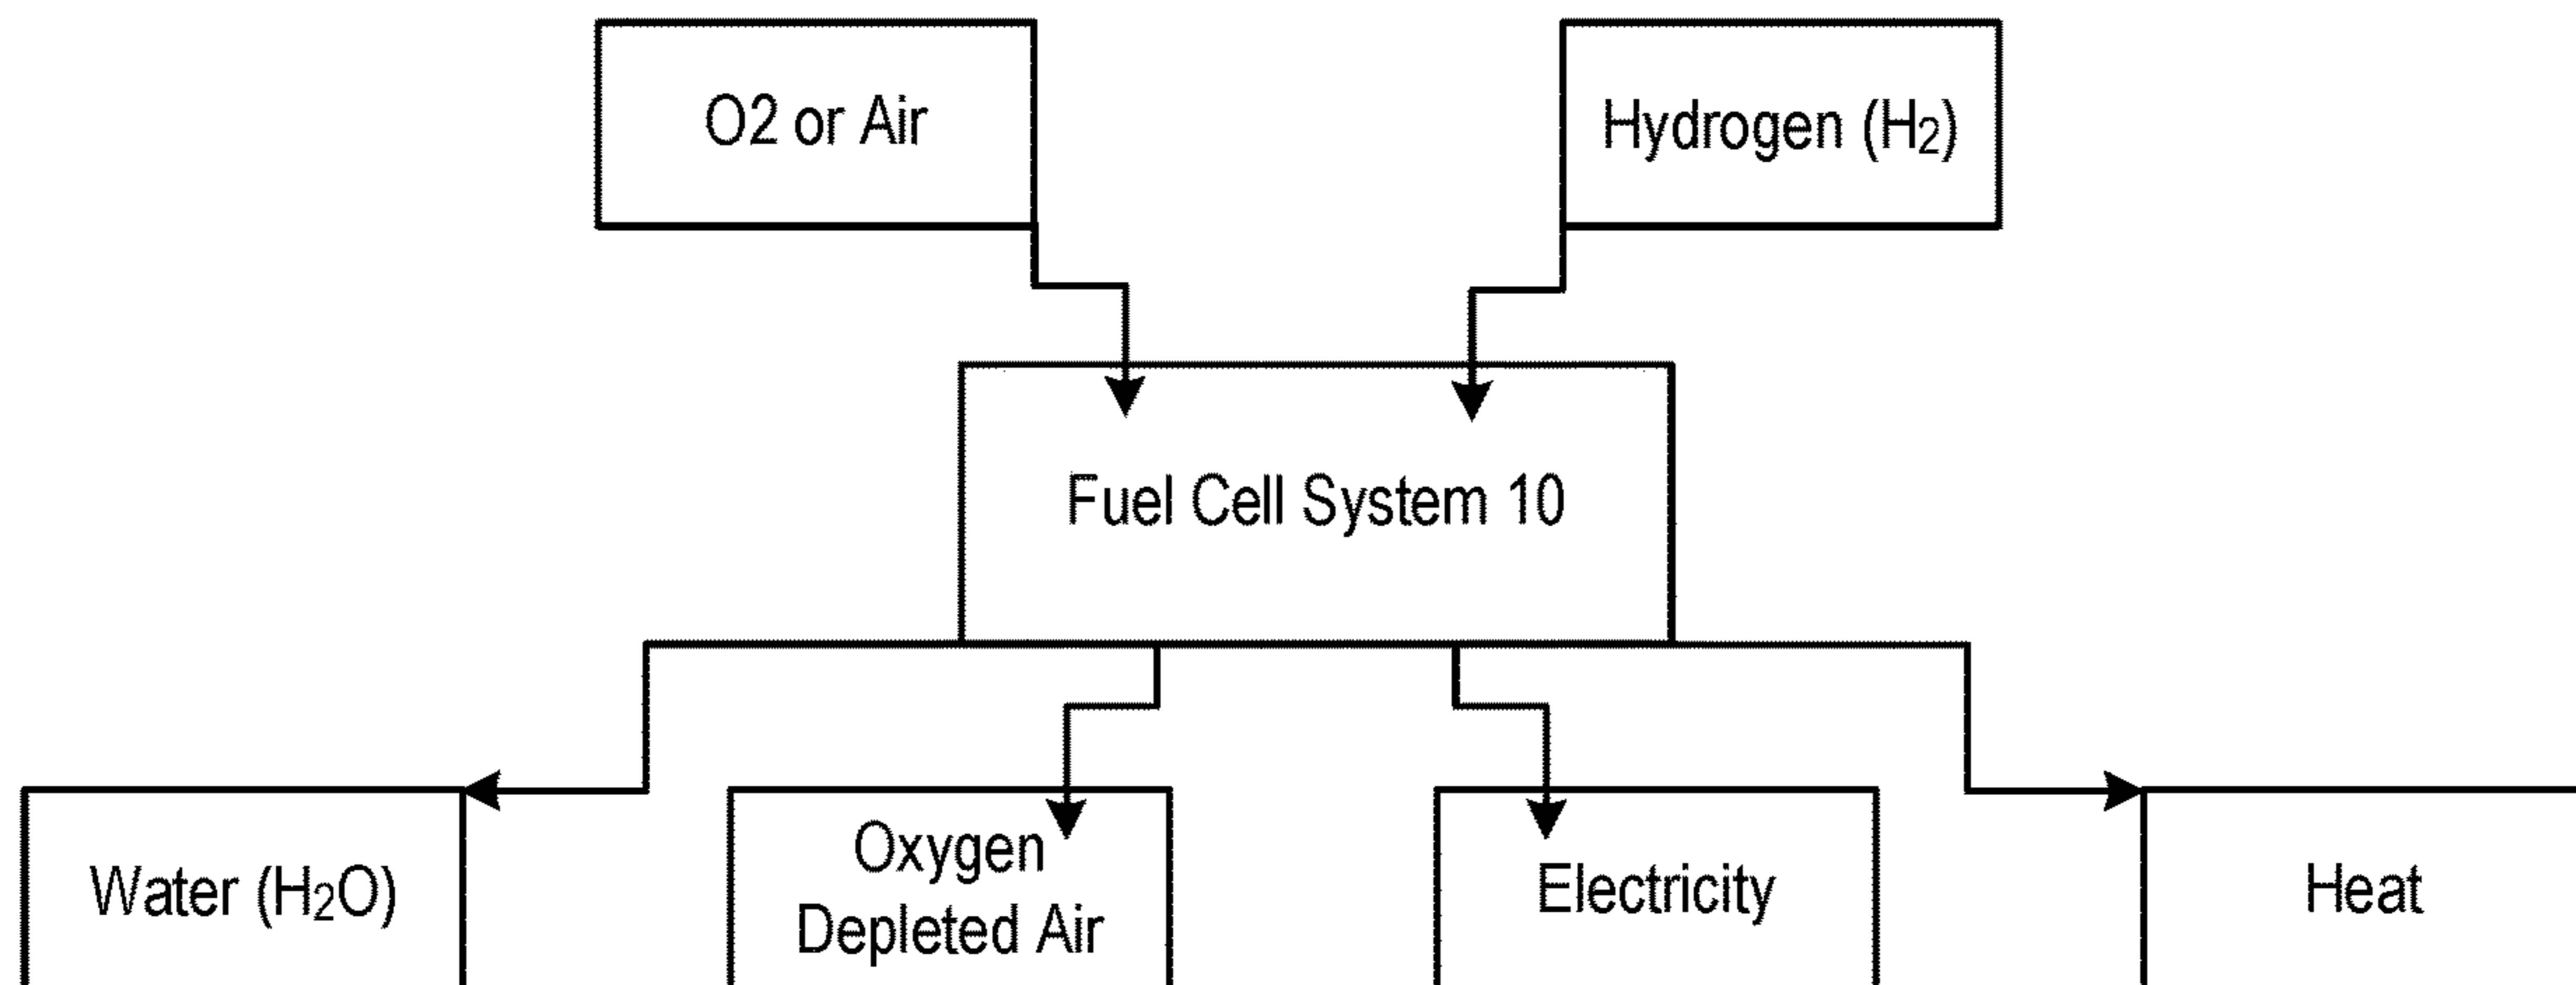 O2 or Air
Hydrogen (H₂)
Fuel Cell System 10
Water (H₂O)
Oxygen
Depleted Air
Electricity
Heat